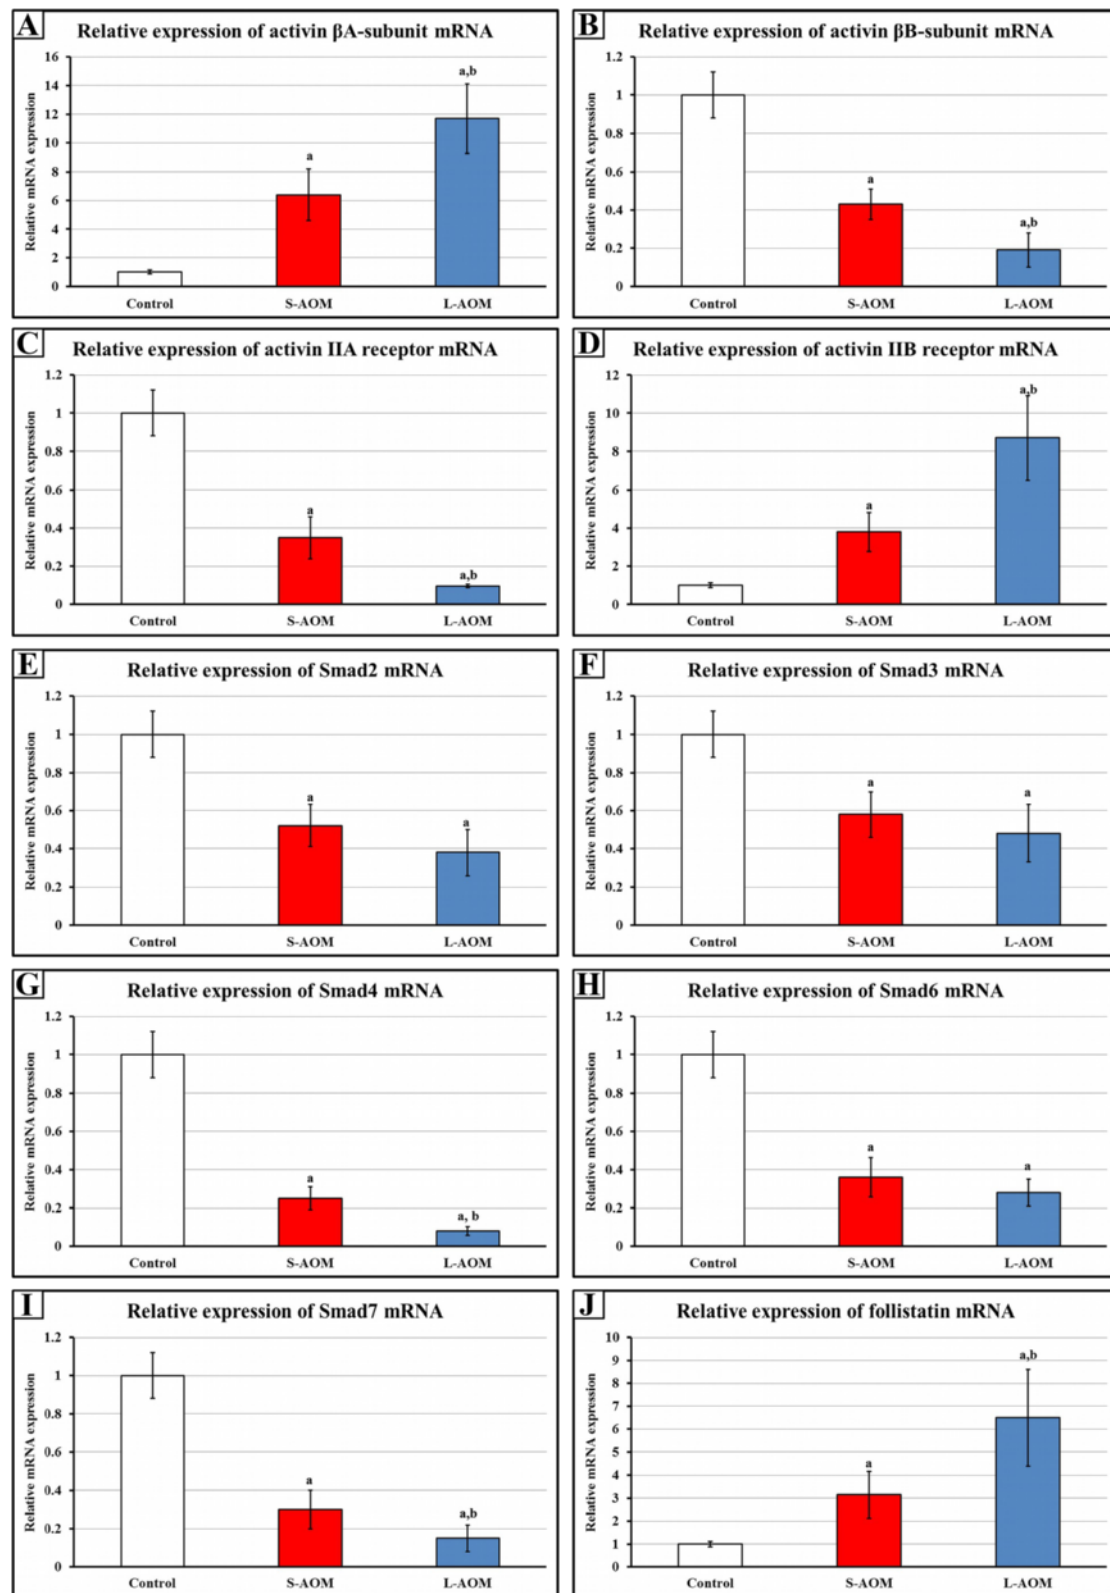 A Relative expression of activin βA-subunit mRNA
Relative mRNA expression
16
14
12
10
8
6
4
2
0
a
a,b
Control S-AOM L-AOM
B Relative expression of activin βB-subunit mRNA
Relative mRNA expression
1.2
1
0.8
0.6
0.4
0.2
0
a
a,b
Control S-AOM L-AOM
C Relative expression of activin IIA receptor mRNA
Relative mRNA expression
1.2
1
0.8
0.6
0.4
0.2
0
a
a,b
Control S-AOM L-AOM
D Relative expression of activin IIB receptor mRNA
Relative mRNA expression
12
10
8
6
4
2
0
a
a,b
Control S-AOM L-AOM
E Relative expression of Smad2 mRNA
Relative mRNA expression
1.2
1
0.8
0.6
0.4
0.2
0
a
a
Control S-AOM L-AOM
F Relative expression of Smad3 mRNA
Relative mRNA expression
1.2
1
0.8
0.6
0.4
0.2
0
a
a
Control S-AOM L-AOM
G Relative expression of Smad4 mRNA
Relative mRNA expression
1.2
1
0.8
0.6
0.4
0.2
0
a
a, b
Control S-AOM L-AOM
H Relative expression of Smad6 mRNA
Relative mRNA expression
1.2
1
0.8
0.6
0.4
0.2
0
a
a
Control S-AOM L-AOM
I Relative expression of Smad7 mRNA
Relative mRNA expression
1.2
1
0.8
0.6
0.4
0.2
0
a
a,b
Control S-AOM L-AOM
J Relative expression of follistatin mRNA
Relative mRNA expression
10
9
8
7
6
5
4
3
2
1
0
a
a,b
Control S-AOM L-AOM